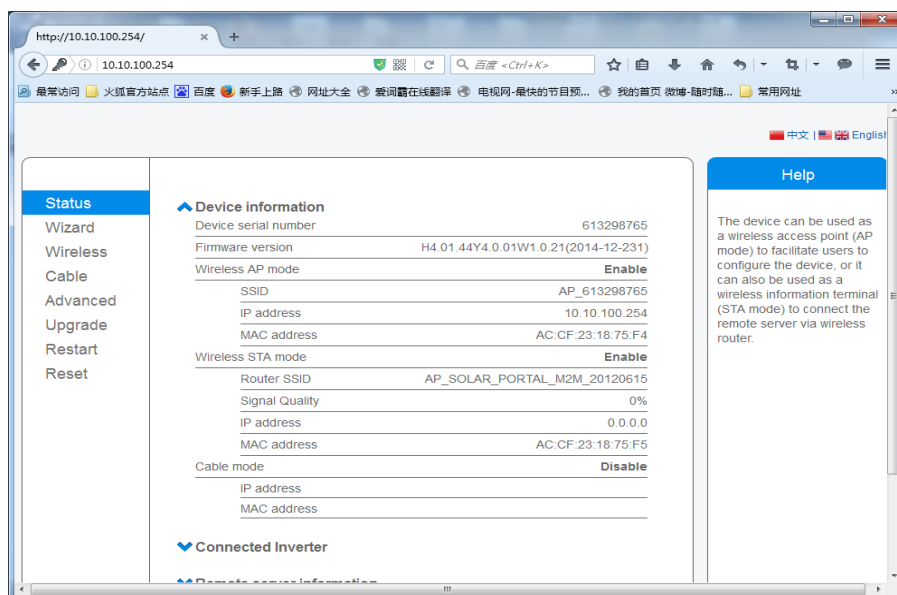 http://10.10.100.254/
10.10.100.254
百度 <Ctrl+K>
最常访问 火狐官方站点 百度 新手上路 网址大全 爱词霸在线翻译 电视网-最快的节目预... 我的首页 微博-随时随... 常用网址
中文 | English
Help
Status
Wizard
Wireless
Cable
Advanced
Upgrade
Restart
Reset
Device information
Device serial number 613298765
Firmware version H4.01.44Y4.0.01W1.0.21(2014-12-231)
Wireless AP mode Enable
SSID AP_613298765
IP address 10.10.100.254
MAC address AC:CF:23:18:75:F4
Wireless STA mode Enable
Router SSID AP_SOLAR_PORTAL_M2M_20120615
Signal Quality 0%
IP address 0.0.0.0
MAC address AC:CF:23:18:75:F5
Cable mode Disable
IP address
MAC address
Connected Inverter
Remote server information
The device can be used as
a wireless access point (AP
mode) to facilitate users to
configure the device, or it
can also be used as a
wireless information terminal
(STA mode) to connect the
remote server via wireless
router.